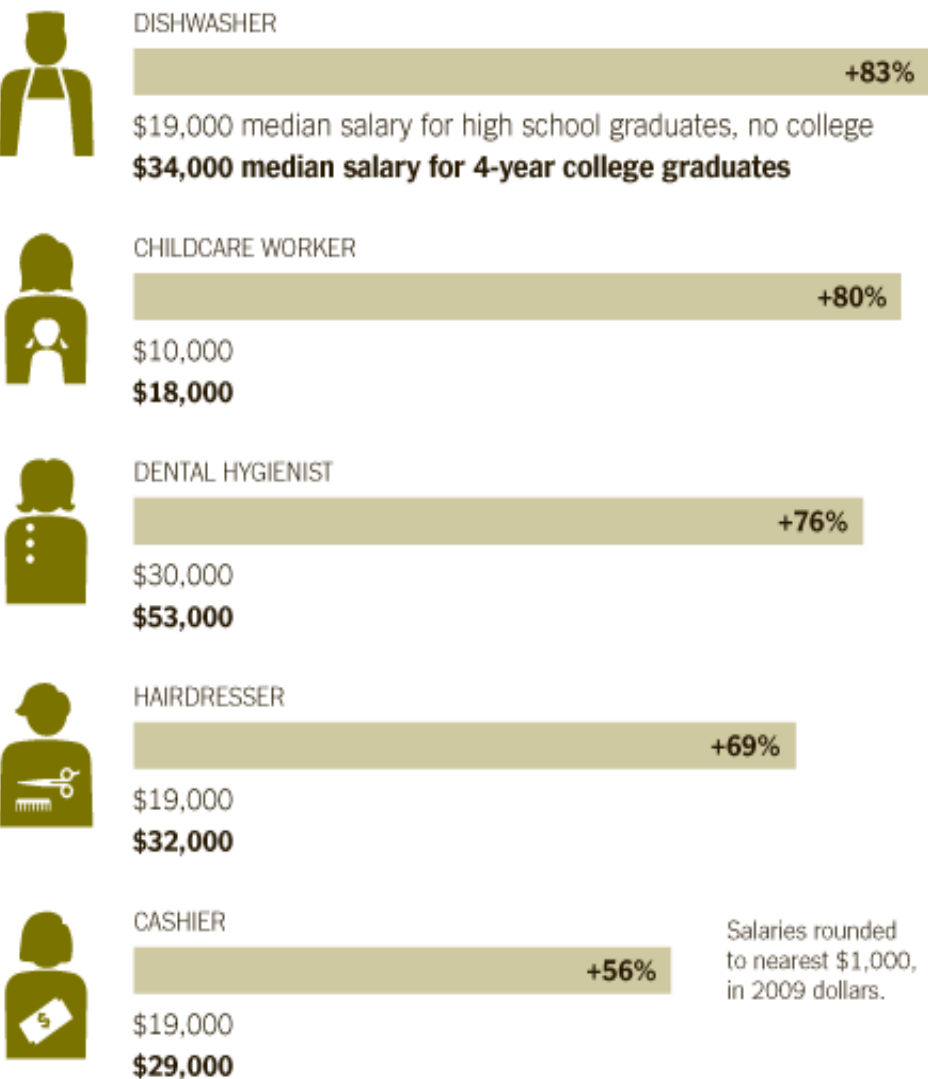 DISHWASHER
+83%
$19,000 median salary for high school graduates, no college
$34,000 median salary for 4-year college graduates
CHILDCARE WORKER
+80%
$10,000
$18,000
DENTAL HYGIENIST
+76%
$30,000
$53,000
HAIRDRESSER
+69%
$19,000
$32,000
CASHIER
+56%
$19,000
$29,000
Salaries rounded
to nearest $1,000,
in 2009 dollars.
$